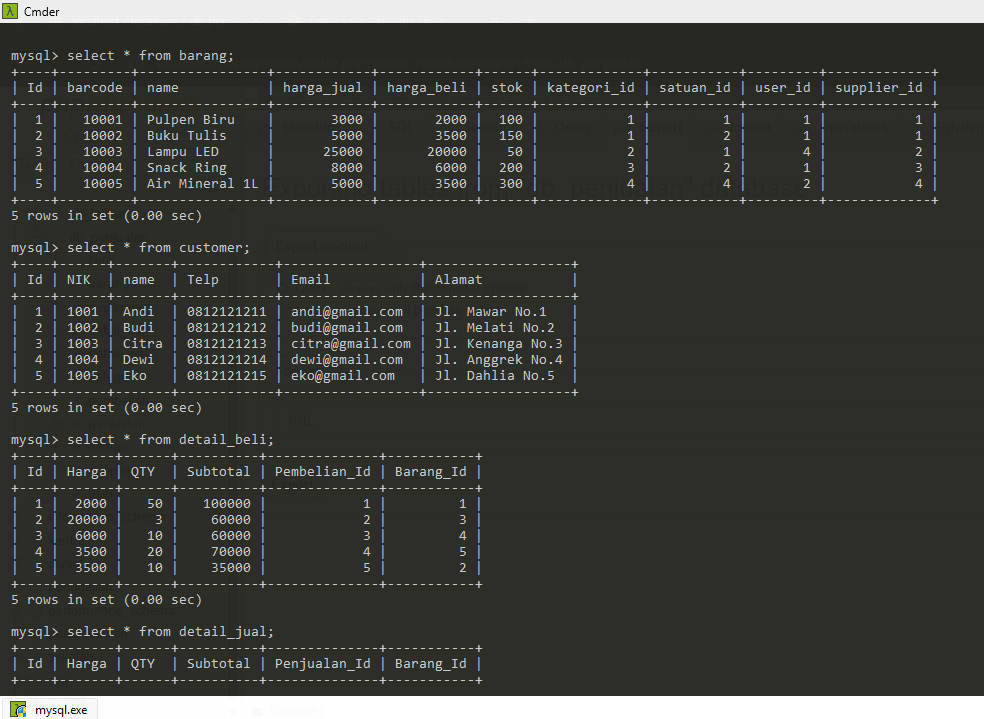 Cmder
mysql> select * from barang;
+----+---------+----------------+------------+------------+------+-------------+-----------+---------+-------------+
| Id | barcode | name           | harga_jual | harga_beli | stok | kategori_id | satuan_id | user_id | supplier_id |
+----+---------+----------------+------------+------------+------+-------------+-----------+---------+-------------+
|  1 |   10001 | Pulpen Biru    |       3000 |       2000 |  100 |           1 |         1 |       1 |           1 |
|  2 |   10002 | Buku Tulis     |       5000 |       3500 |  150 |           1 |         2 |       1 |           1 |
|  3 |   10003 | Lampu LED      |      25000 |      20000 |   50 |           2 |         1 |       4 |           2 |
|  4 |   10004 | Snack Ring     |       8000 |       6000 |  200 |           3 |         2 |       1 |           3 |
|  5 |   10005 | Air Mineral 1L |       5000 |       3500 |  300 |           4 |         4 |       2 |           4 |
+----+---------+----------------+------------+------------+------+-------------+-----------+---------+-------------+
5 rows in set (0.00 sec)
mysql> select * from customer;
+----+------+-------+------------+-----------------+------------------+
| Id | NIK  | name  | Telp       | Email           | Alamat           |
+----+------+-------+------------+-----------------+------------------+
|  1 | 1001 | Andi  | 0812121211 | andi@gmail.com  | Jl. Mawar No.1   |
|  2 | 1002 | Budi  | 0812121212 | budi@gmail.com  | Jl. Melati No.2  |
|  3 | 1003 | Citra | 0812121213 | citra@gmail.com | Jl. Kenanga No.3 |
|  4 | 1004 | Dewi  | 0812121214 | dewi@gmail.com  | Jl. Anggrek No.4 |
|  5 | 1005 | Eko   | 0812121215 | eko@gmail.com   | Jl. Dahlia No.5  |
+----+------+-------+------------+-----------------+------------------+
5 rows in set (0.00 sec)
mysql> select * from detail_beli;
+----+-------+------+----------+--------------+-----------+
| Id | Harga | QTY  | Subtotal | Pembelian_Id | Barang_Id |
+----+-------+------+----------+--------------+-----------+
|  1 |  2000 |   50 |   100000 |            1 |         1 |
|  2 | 20000 |    3 |    60000 |            2 |         3 |
|  3 |  6000 |   10 |    60000 |            3 |         4 |
|  4 |  3500 |   20 |    70000 |            4 |         5 |
|  5 |  3500 |   10 |    35000 |            5 |         2 |
+----+-------+------+----------+--------------+-----------+
5 rows in set (0.00 sec)
mysql> select * from detail_jual;
+----+-------+------+----------+--------------+-----------+
| Id | Harga | QTY  | Subtotal | Penjualan_Id | Barang_Id |
+----+-------+------+----------+--------------+-----------+
mysql.exe